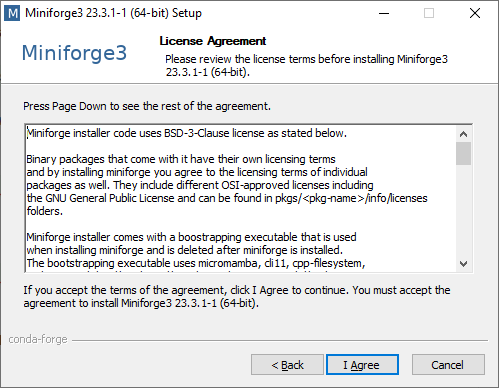 M Miniforge3 23.3.1-1 (64-bit) Setup
Miniforge3
License Agreement
Please review the license terms before installing Miniforge3
23.3.1-1 (64-bit).
Press Page Down to see the rest of the agreement.
Miniforge installer code uses BSD-3-Clause license as stated below.
Binary packages that come with it have their own licensing terms
and by installing miniforge you agree to the licensing terms of individual
packages as well. They include different OSI-approved licenses including
the GNU General Public License and can be found in pkgs/<pkg-name>/info/licenses
folders.
Miniforge installer comes with a boostrapping executable that is used
when installing miniforge and is deleted after miniforge is installed.
The bootstrapping executable uses micromamba, cli11, cpp-filesystem,
If you accept the terms of the agreement, click I Agree to continue. You must accept the
agreement to install Miniforge3 23.3.1-1 (64-bit).
conda-forge
< Back
I Agree
Cancel